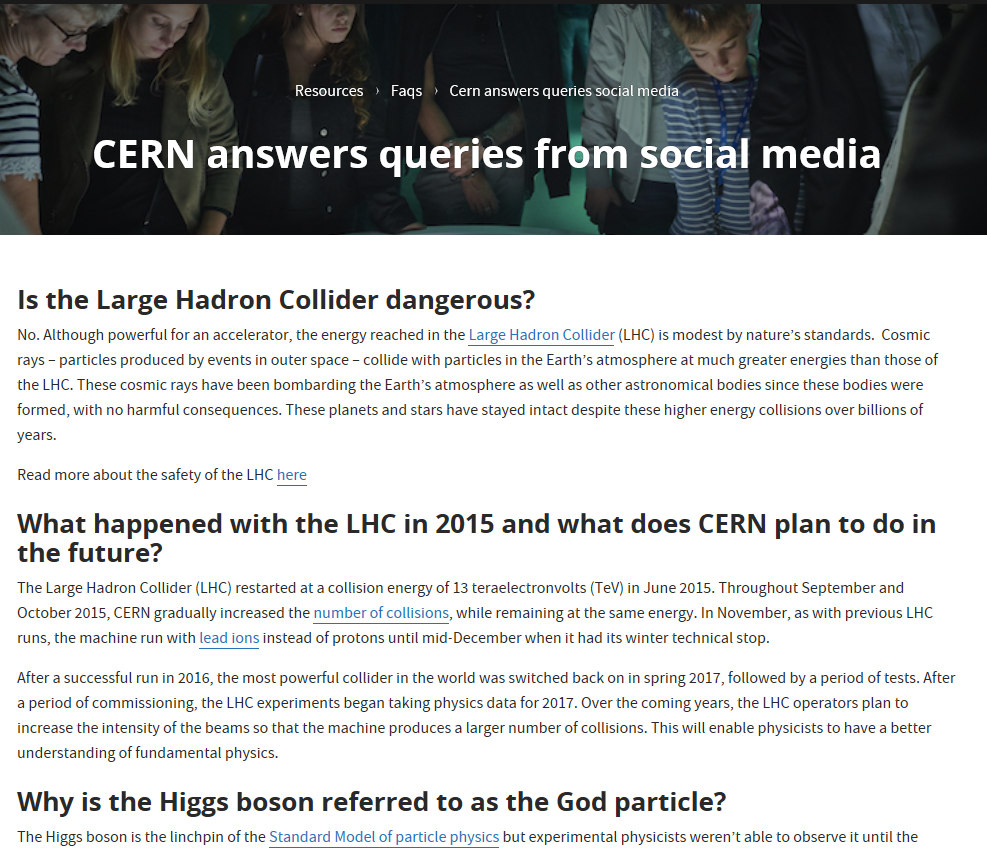 Resources › Faqs › Cern answers queries social media
CERN answers queries from social media
Is the Large Hadron Collider dangerous?
No. Although powerful for an accelerator, the energy reached in the Large Hadron Collider (LHC) is modest by nature’s standards.  Cosmic
rays – particles produced by events in outer space – collide with particles in the Earth’s atmosphere at much greater energies than those of
the LHC. These cosmic rays have been bombarding the Earth’s atmosphere as well as other astronomical bodies since these bodies were
formed, with no harmful consequences. These planets and stars have stayed intact despite these higher energy collisions over billions of
years.
Read more about the safety of the LHC here
What happened with the LHC in 2015 and what does CERN plan to do in
the future?
The Large Hadron Collider (LHC) restarted at a collision energy of 13 teraelectronvolts (TeV) in June 2015. Throughout September and
October 2015, CERN gradually increased the number of collisions, while remaining at the same energy. In November, as with previous LHC
runs, the machine run with lead ions instead of protons until mid-December when it had its winter technical stop.
After a successful run in 2016, the most powerful collider in the world was switched back on in spring 2017, followed by a period of tests. After
a period of commissioning, the LHC experiments began taking physics data for 2017. Over the coming years, the LHC operators plan to
increase the intensity of the beams so that the machine produces a larger number of collisions. This will enable physicists to have a better
understanding of fundamental physics.
Why is the Higgs boson referred to as the God particle?
The Higgs boson is the linchpin of the Standard Model of particle physics but experimental physicists weren’t able to observe it until the